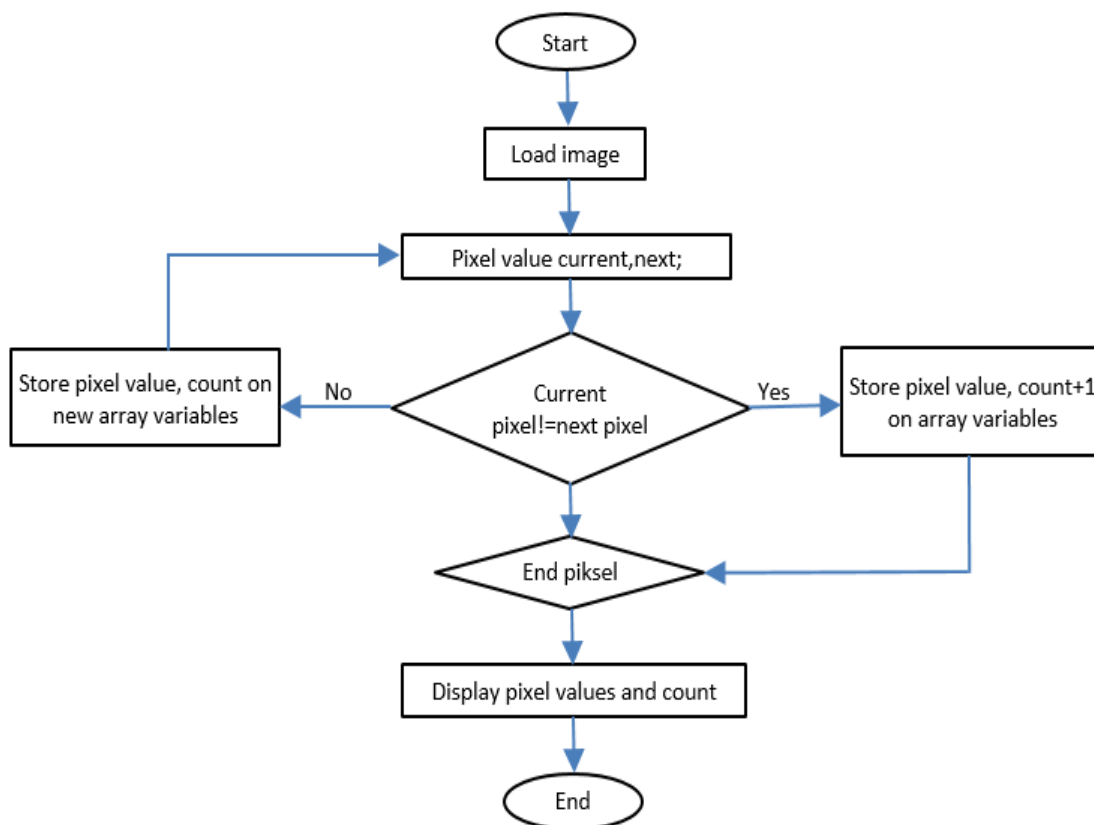 Start
Load image
Pixel value current,next;
Store pixel value, count on
new array variables
No
Current
pixel!=next pixel
Yes
Store pixel value, count+1
on array variables
End piksel
Display pixel values and count
End